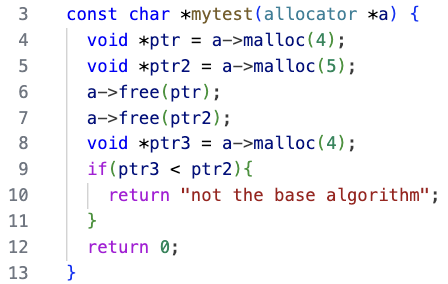 3 const char *mytest(allocator *a) {
4 void *ptr = a->malloc(4);
5 void *ptr2 = a->malloc(5);
6 a->free(ptr);
7 a->free(ptr2);
8 void *ptr3 = a->malloc(4);
9 if(ptr3 < ptr2){
10 return "not the base algorithm";
11 }
12 return 0;
13 }